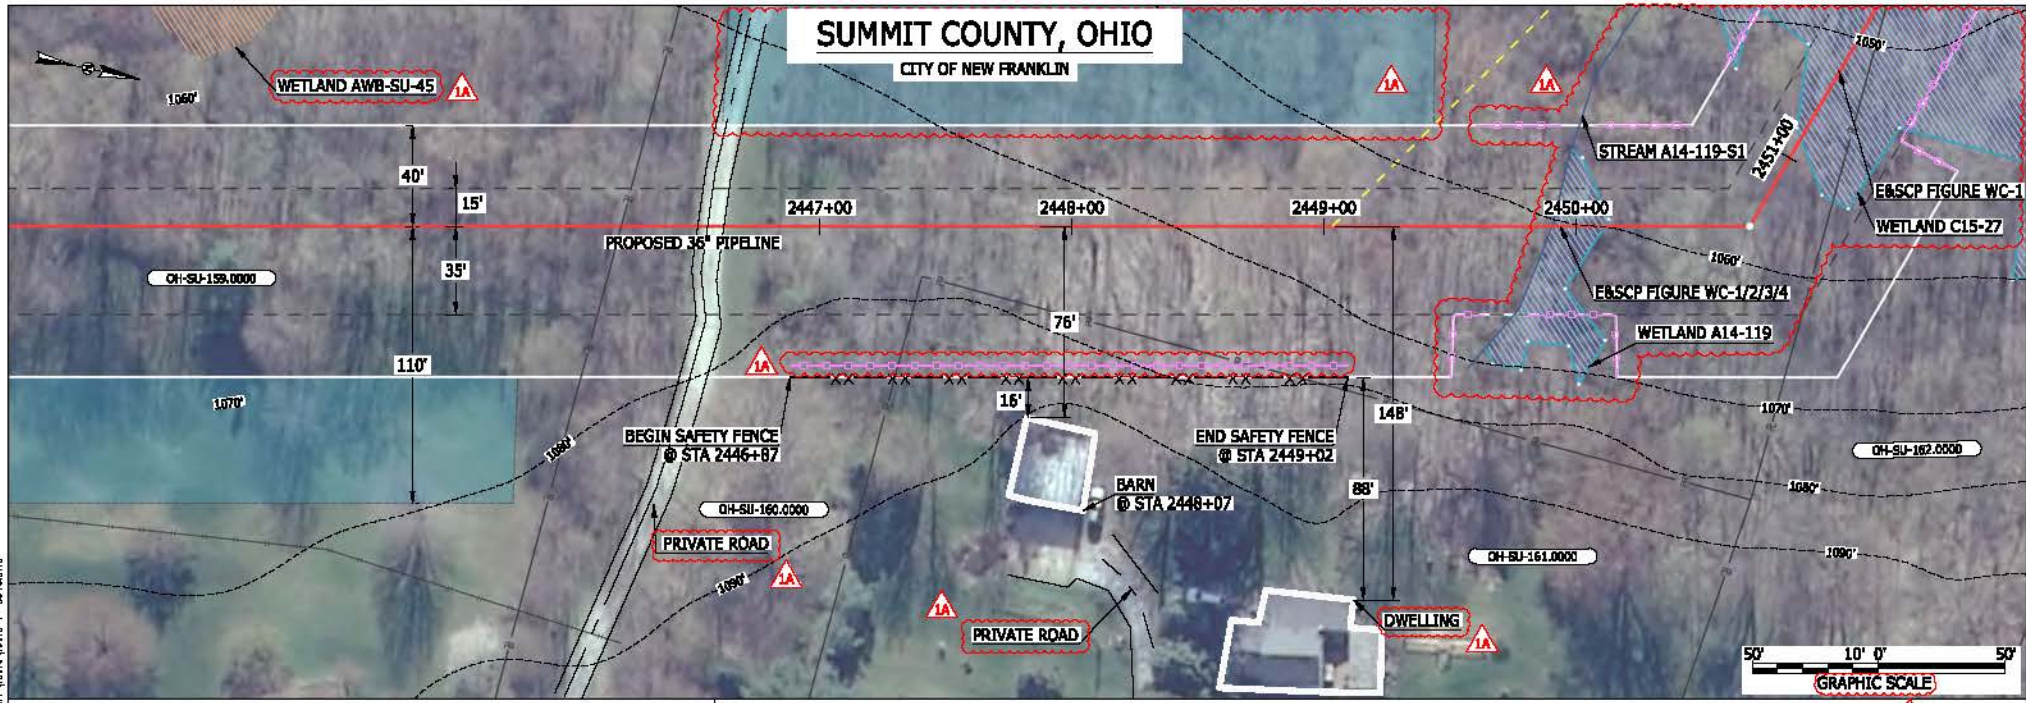 SUMMIT COUNTY, OHIO
CITY OF NEW FRANKLIN
WETLAND AWB-SU-45
1A
1060'
1A
1A
1050'
STREAM A14-119-S1
2451+00
E&SCP FIGURE WC-1
WETLAND C15-27
40'
15'
2447+00
2448+00
2449+00
2450+00
PROPOSED 36" PIPELINE
35'
OH-SU-159.0000
1060'
E&SCP FIGURE WC-1/2/3/4
76'
WETLAND A14-119
110'
1A
1070'
16'
148'
1070'
BEGIN SAFETY FENCE
@ STA 2446+87
END SAFETY FENCE
@ STA 2449+02
1080'
OH-SU-162.0000
BARN
@ STA 2448+07
88'
1080'
OH-SU-160.0000
PRIVATE ROAD
1A
1090'
OH-SU-161.0000
1090'
1A
PRIVATE ROAD
DWELLING
1A
50' 10' 0' 50'
GRAPHIC SCALE